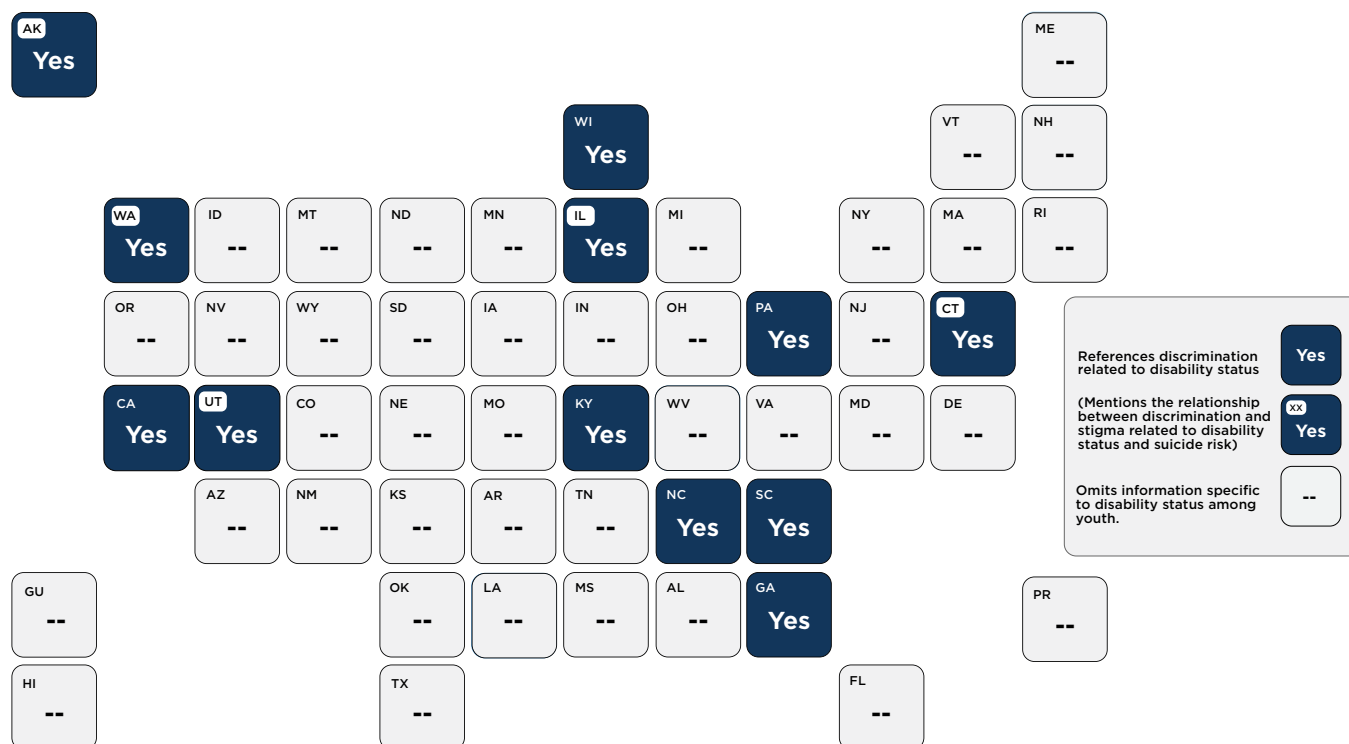 AK
Yes
ME
--
WI
Yes
VT
--
NH
--
WA
Yes
ID
--
MT
--
ND
--
MN
--
IL
Yes
MI
--
NY
--
MA
--
RI
--
OR
--
NV
--
WY
--
SD
--
IA
--
IN
--
OH
--
PA
Yes
NJ
--
CT
Yes
CA
Yes
UT
Yes
CO
--
NE
--
MO
--
KY
Yes
WV
--
VA
--
MD
--
DE
--
AZ
--
NM
--
KS
--
AR
--
TN
--
NC
Yes
SC
Yes
GU
--
OK
--
LA
--
MS
--
AL
--
GA
Yes
PR
--
HI
--
TX
--
FL
--
References discrimination
related to disability status
Yes
(Mentions the relationship
between discrimination and
stigma related to disability
status and suicide risk)
XX
Yes
Omits information specific
to disability status among
youth.
--